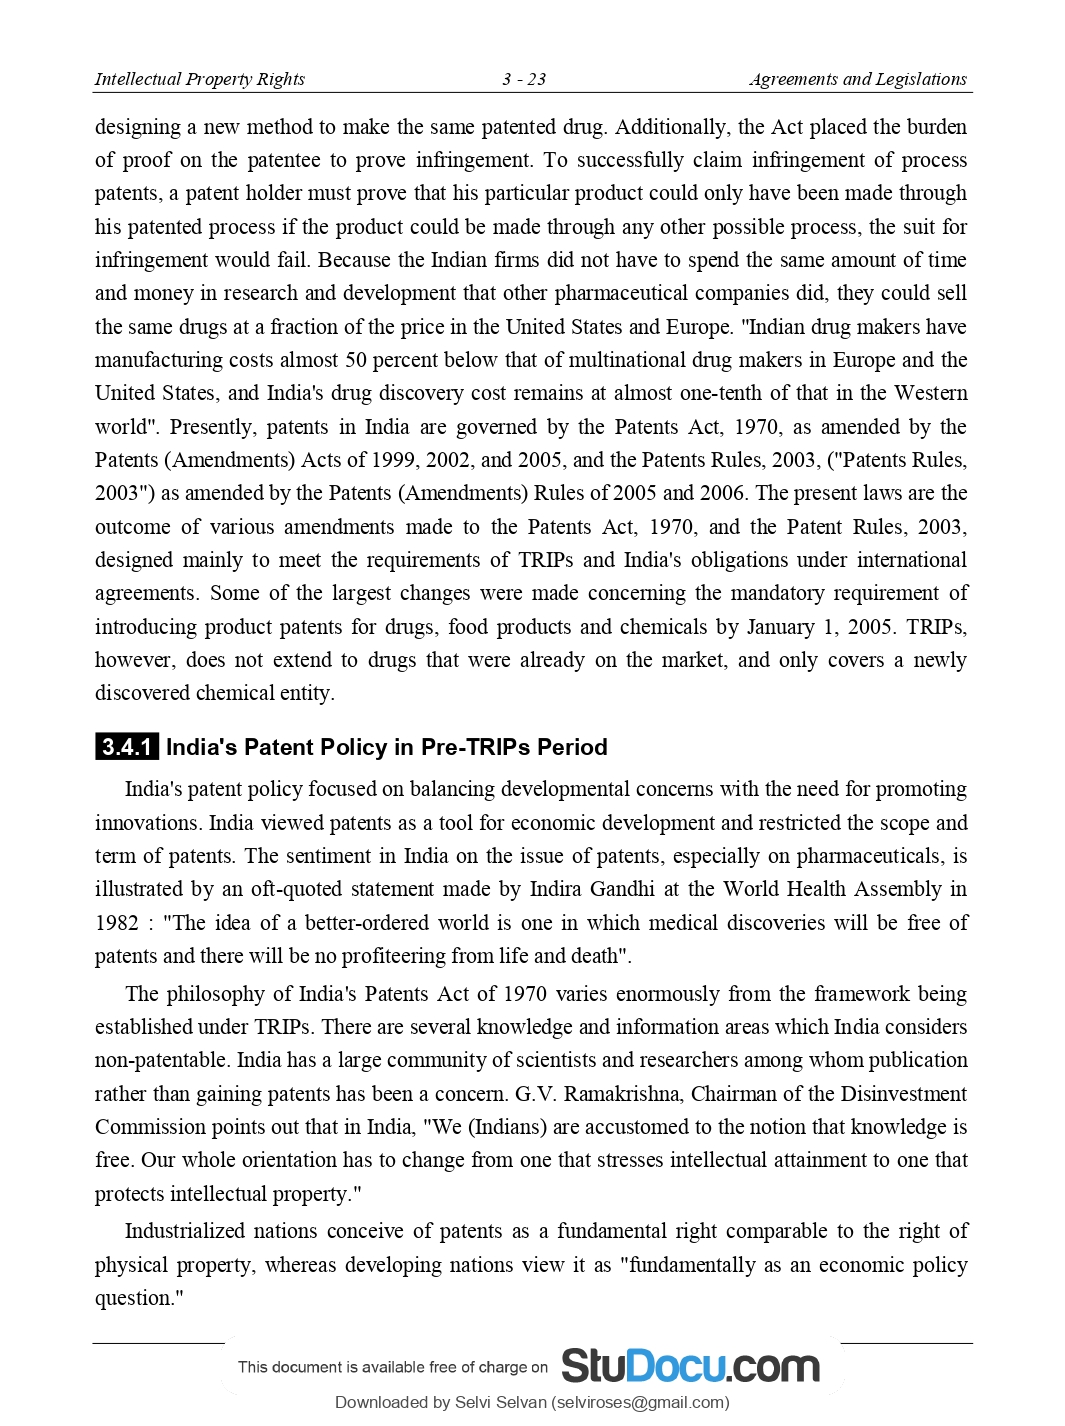 Intellectual Property Rights 3 - 23 Agreements and Legislations
designing a new method to make the same patented drug. Additionally, the Act placed the burden
of proof on the patentee to prove infringement. To successfully claim infringement of process
patents, a patent holder must prove that his particular product could only have been made through
his patented process if the product could be made through any other possible process, the suit for
infringement would fail. Because the Indian firms did not have to spend the same amount of time
and money in research and development that other pharmaceutical companies did, they could sell
the same drugs at a fraction of the price in the United States and Europe. "Indian drug makers have
manufacturing costs almost 50 percent below that of multinational drug makers in Europe and the
United States, and India's drug discovery cost remains at almost one-tenth of that in the Western
world". Presently, patents in India are governed by the Patents Act, 1970, as amended by the
Patents (Amendments) Acts of 1999, 2002, and 2005, and the Patents Rules, 2003, ("Patents Rules,
2003") as amended by the Patents (Amendments) Rules of 2005 and 2006. The present laws are the
outcome of various amendments made to the Patents Act, 1970, and the Patent Rules, 2003,
designed mainly to meet the requirements of TRIPs and India's obligations under international
agreements. Some of the largest changes were made concerning the mandatory requirement of
introducing product patents for drugs, food products and chemicals by January 1, 2005. TRIPs,
however, does not extend to drugs that were already on the market, and only covers a newly
discovered chemical entity.
3.4.1 India's Patent Policy in Pre-TRIPs Period
India's patent policy focused on balancing developmental concerns with the need for promoting
innovations. India viewed patents as a tool for economic development and restricted the scope and
term of patents. The sentiment in India on the issue of patents, especially on pharmaceuticals, is
illustrated by an oft-quoted statement made by Indira Gandhi at the World Health Assembly in
1982 : "The idea of a better-ordered world is one in which medical discoveries will be free of
patents and there will be no profiteering from life and death".
The philosophy of India's Patents Act of 1970 varies enormously from the framework being
established under TRIPs. There are several knowledge and information areas which India considers
non-patentable. India has a large community of scientists and researchers among whom publication
rather than gaining patents has been a concern. G.V. Ramakrishna, Chairman of the Disinvestment
Commission points out that in India, "We (Indians) are accustomed to the notion that knowledge is
free. Our whole orientation has to change from one that stresses intellectual attainment to one that
protects intellectual property."
Industrialized nations conceive of patents as a fundamental right comparable to the right of
physical property, whereas developing nations view it as "fundamentally as an economic policy
question."
This document is available free of charge on StuDocu.com
Downloaded by Selvi Selvan (selviroses@gmail.com)